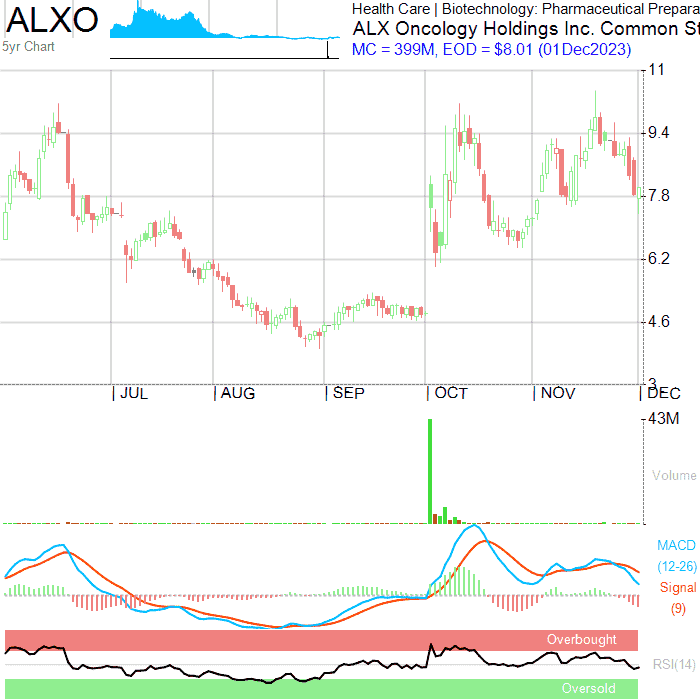 ALXO
5yr Chart
Health Care | Biotechnology: Pharmaceutical Prepara
ALX Oncology Holdings Inc. Common St
MC = 399M, EOD = $8.01 (01Dec2023)
11
9.4
7.8
6.2
4.6
3
JUL AUG SEP OCT NOV DEC
43M
Volume
MACD
(12-26)
Signal
(9)
Overbought
RSI(14)
Oversold